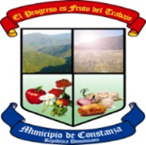 El Progreso es Fruto del Trabajo
Municipio de Constanza
República Dominicana